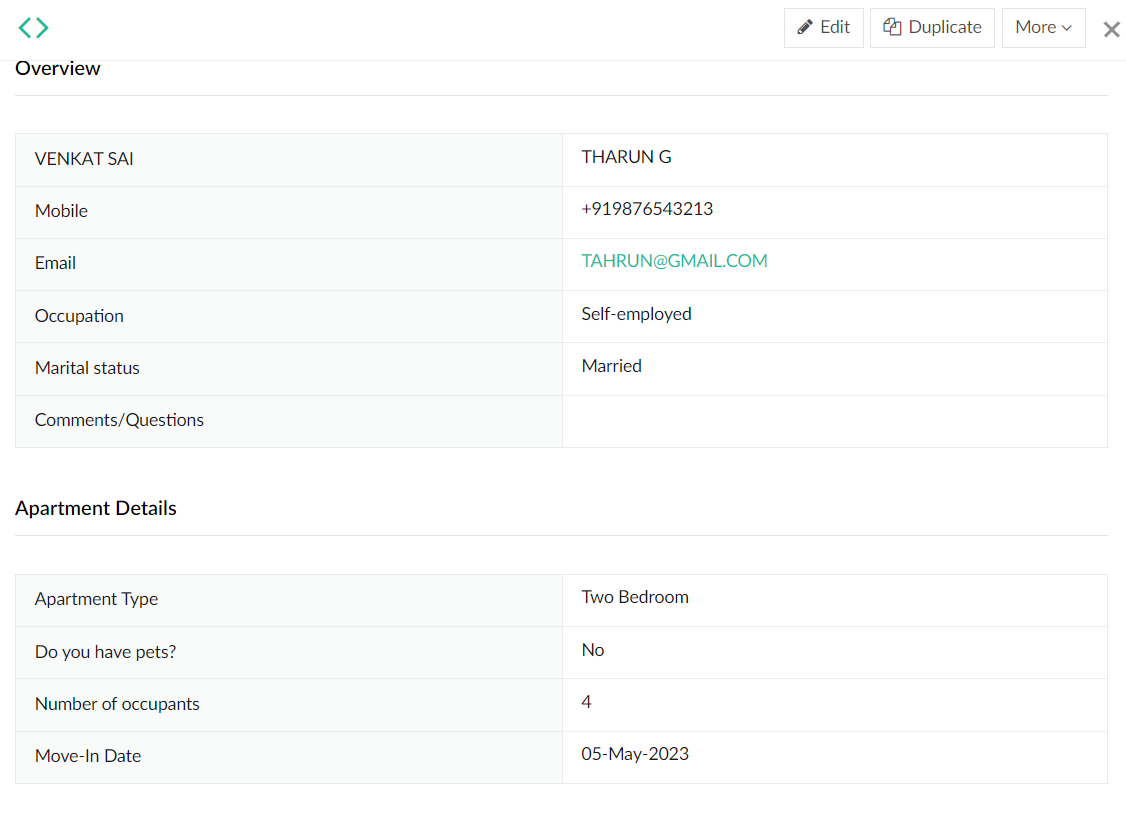 Edit Duplicate More
Overview
VENKAT SAI THARUN G
Mobile +919876543213
Email TAHRUN@GMAIL.COM
Occupation Self-employed
Marital status Married
Comments/Questions
Apartment Details
Apartment Type Two Bedroom
Do you have pets? No
Number of occupants 4
Move-In Date 05-May-2023